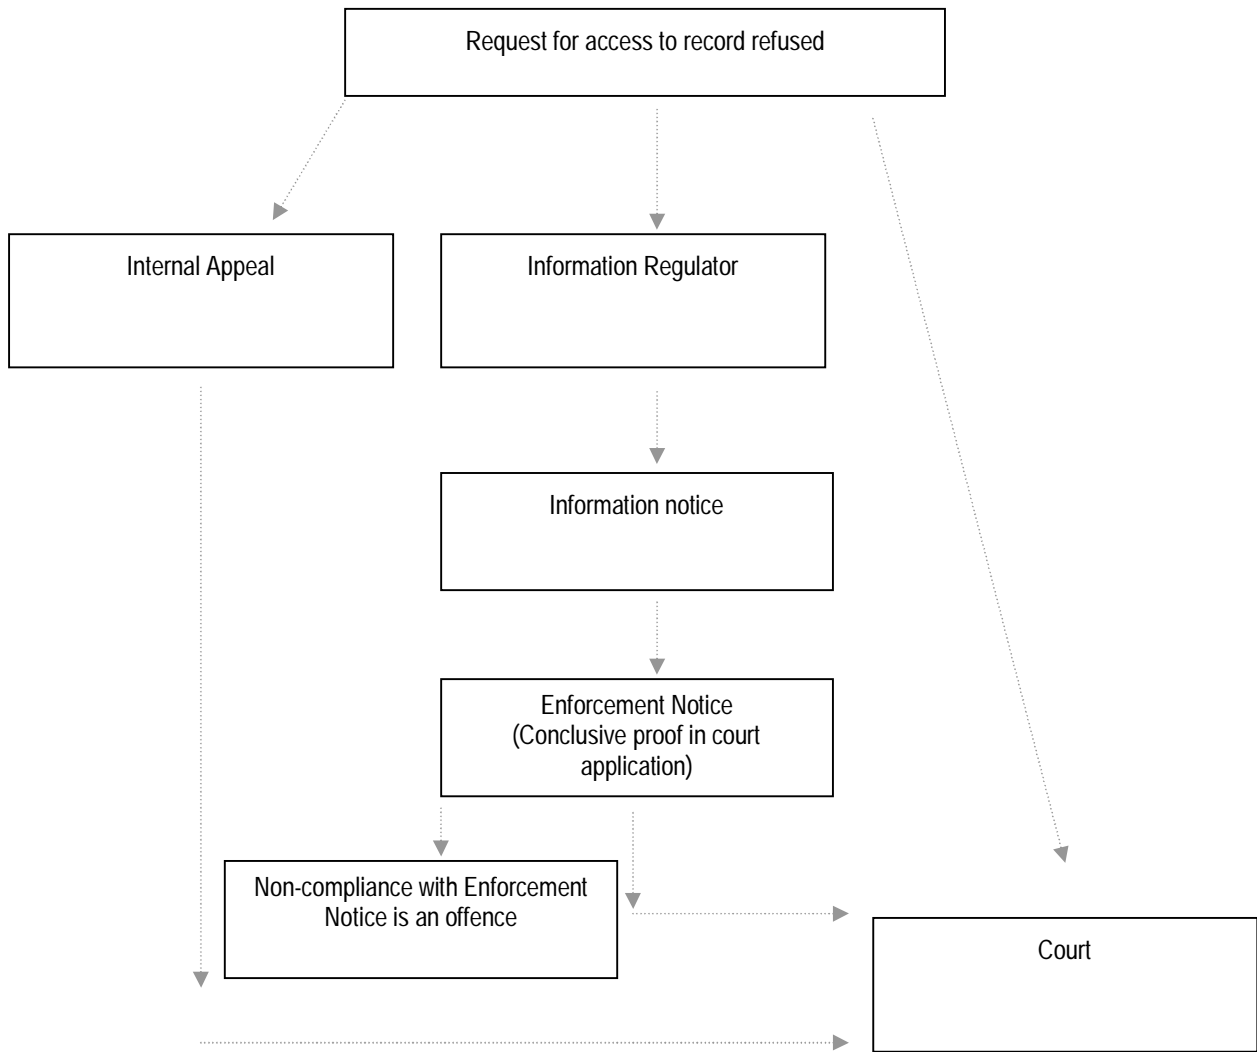 Request for access to record refused
Internal Appeal
Information Regulator
Information notice
Enforcement Notice
(Conclusive proof in court
application)
Non-compliance with Enforcement
Notice is an offence
Court